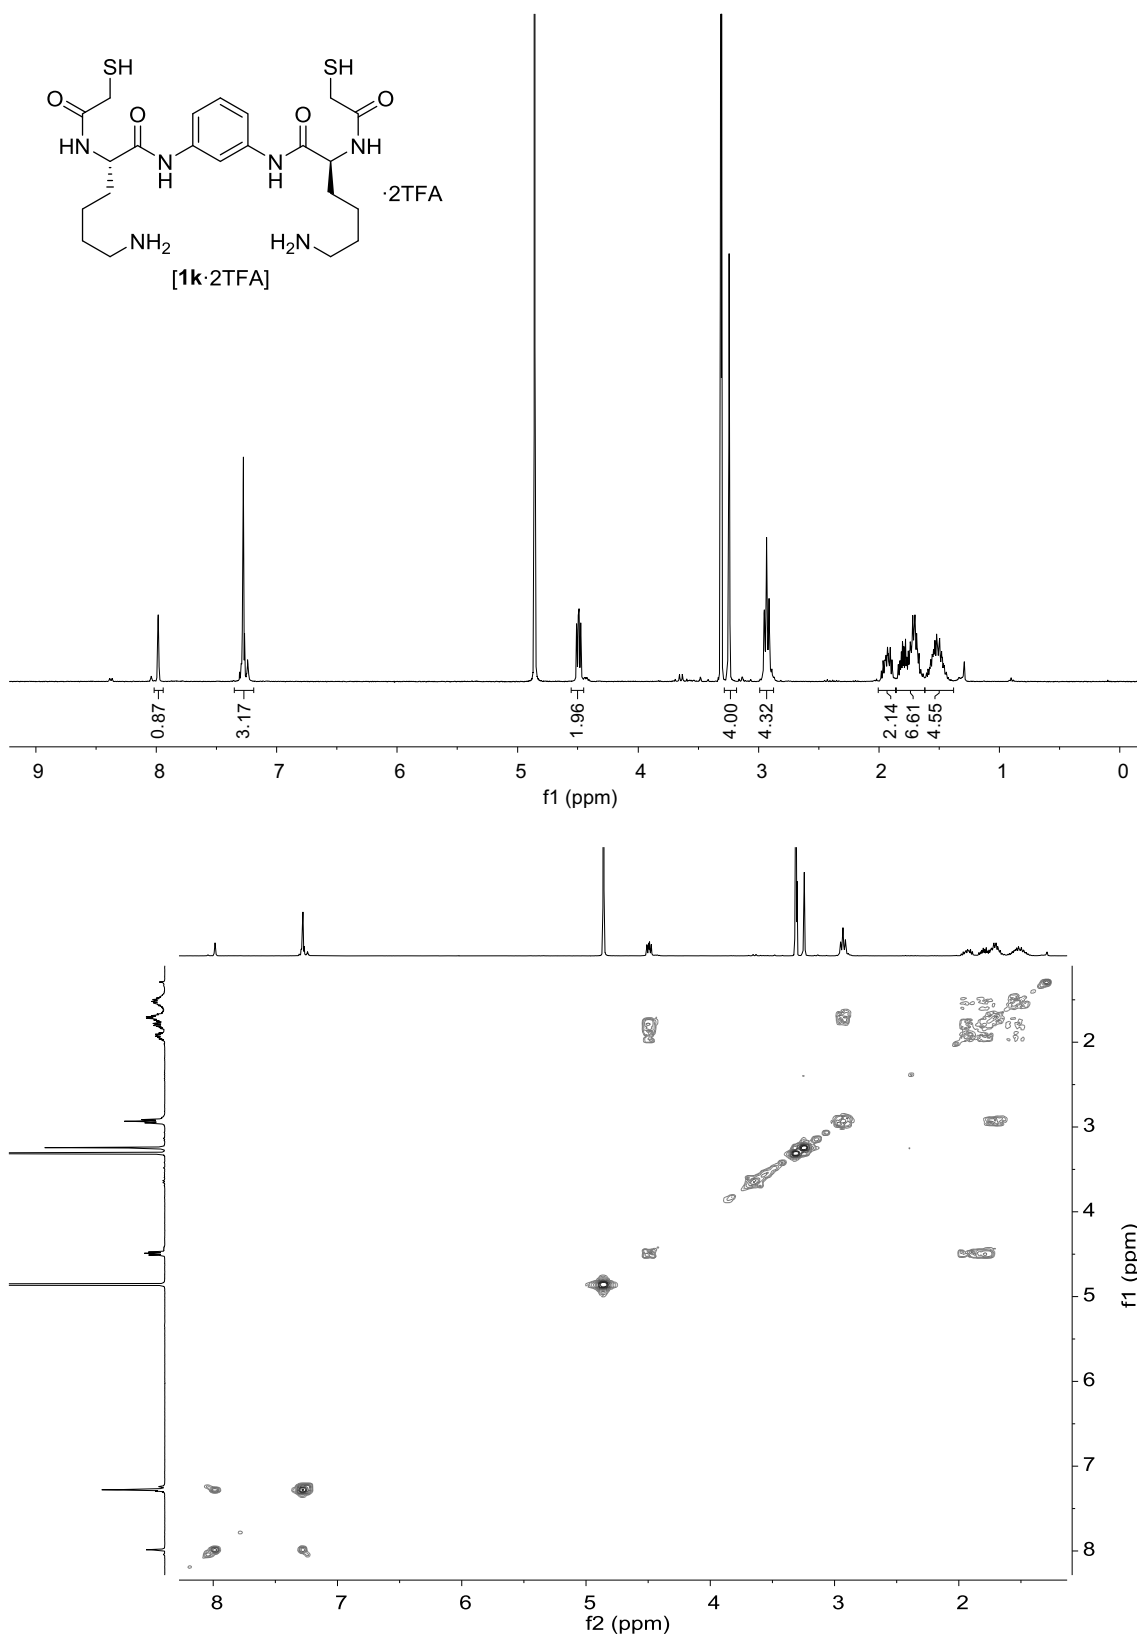 SH SH
O O
O O
HN N H N H NH
·2TFA
NH2 H2N
[1k·2TFA]
0.87 3.17 1.96 4.00 4.32 2.14 6.61 4.55
9 8 7 6 5 4 3 2 1 0
f1 (ppm)
2
3
4
5
6
7
8
f1 (ppm)
8 7 6 5 4 3 2
f2 (ppm)